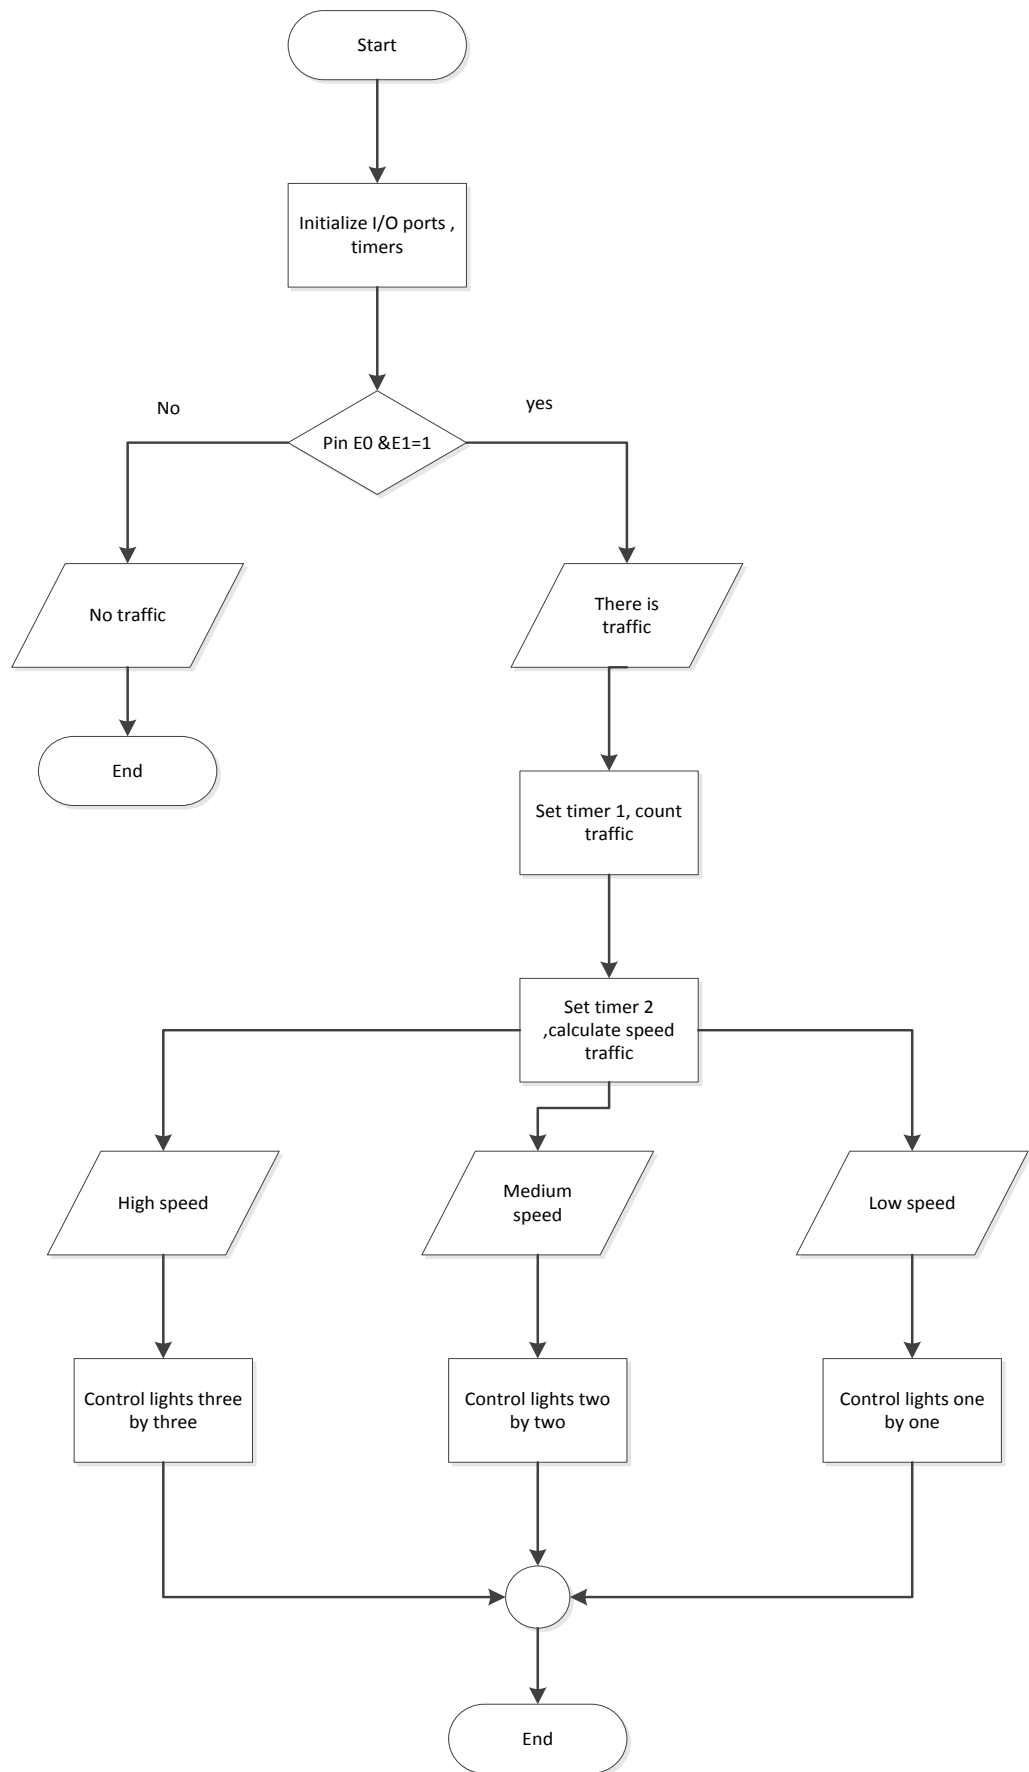 Start
Initialize I/O ports ,
timers
No
yes
Pin E0 &E1=1
No traffic
There is
traffic
End
Set timer 1, count
traffic
Set timer 2
,calculate speed
traffic
High speed
Medium
speed
Low speed
Control lights three
by three
Control lights two
by two
Control lights one
by one
End